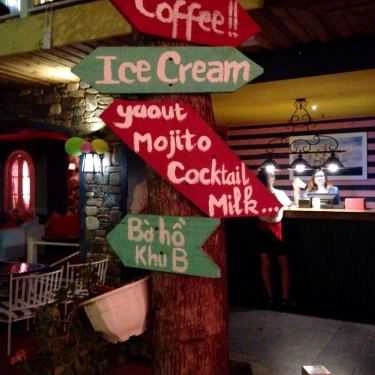 Coffee!!
Ice Cream
yaout
Mojito
Cocktail
Milk...
Bờ hồ
Khu B